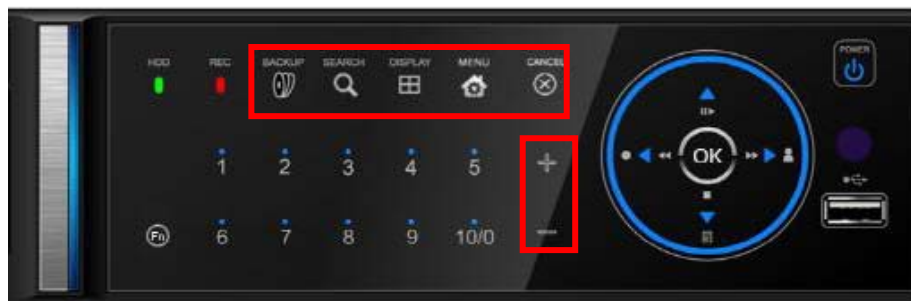 HDD REC BACKUP SEARCH DISPLAY MENU CANCEL POWER
OK
1 2 3 4 5 +
Fn 6 7 8 9 10/0 −